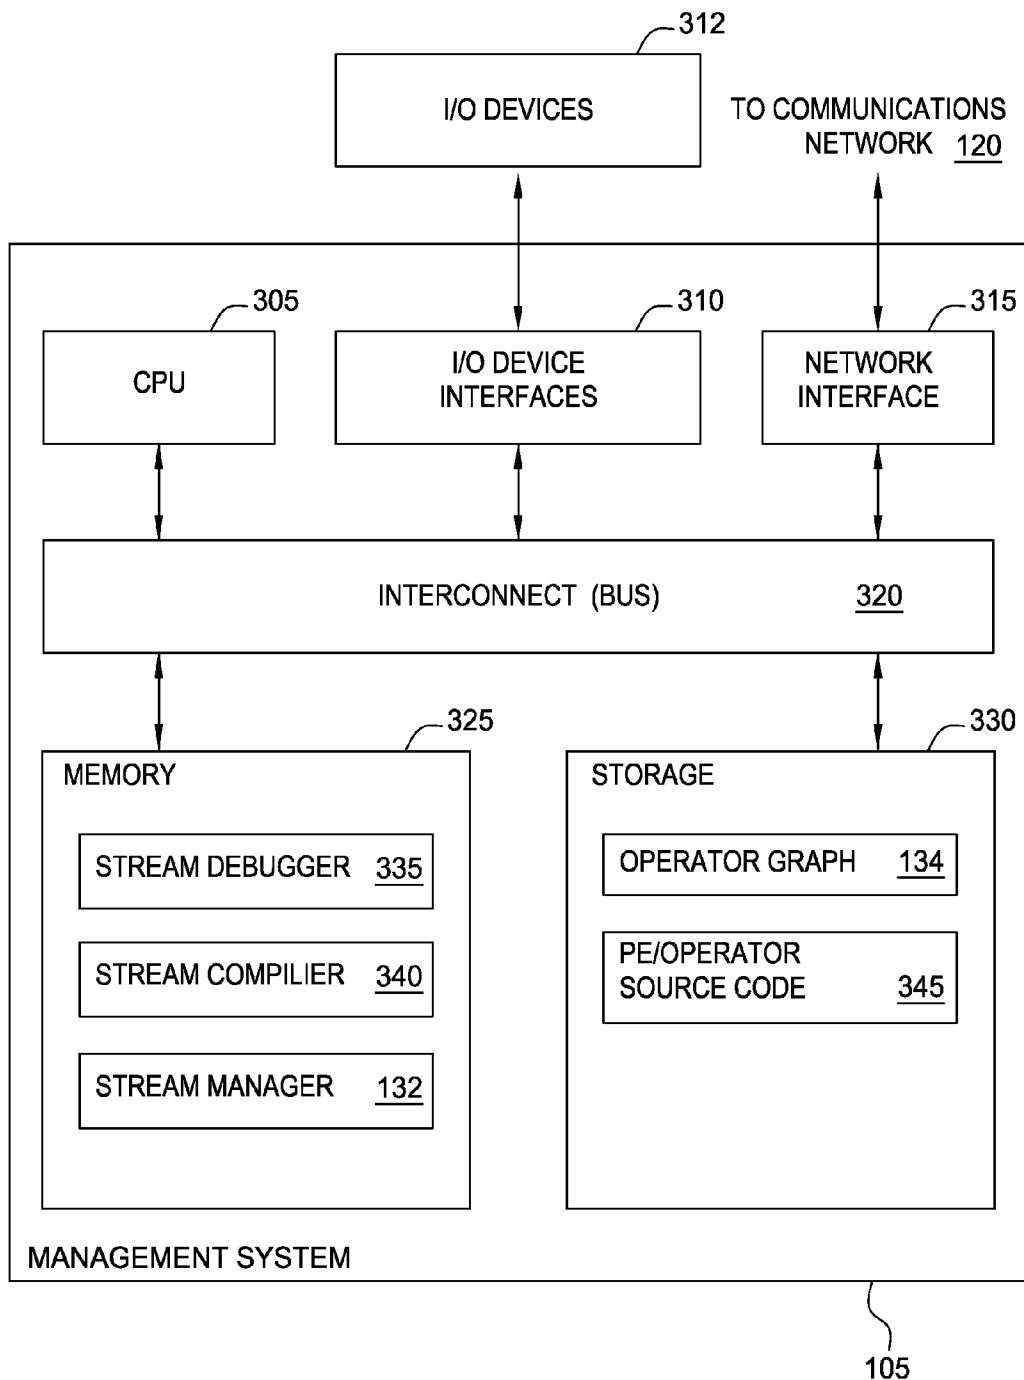 312
I/O DEVICES
TO COMMUNICATIONS
NETWORK 120
305
310
315
CPU
I/O DEVICE
INTERFACES
NETWORK
INTERFACE
INTERCONNECT (BUS) 320
325
330
MEMORY
STREAM DEBUGGER 335
STREAM COMPILIER 340
STREAM MANAGER 132
STORAGE
OPERATOR GRAPH 134
PE/OPERATOR
SOURCE CODE 345
MANAGEMENT SYSTEM
105